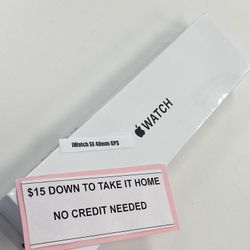 WATCH
iWatch SE 40mm GPS
$15 DOWN TO TAKE IT HOME
NO CREDIT NEEDED